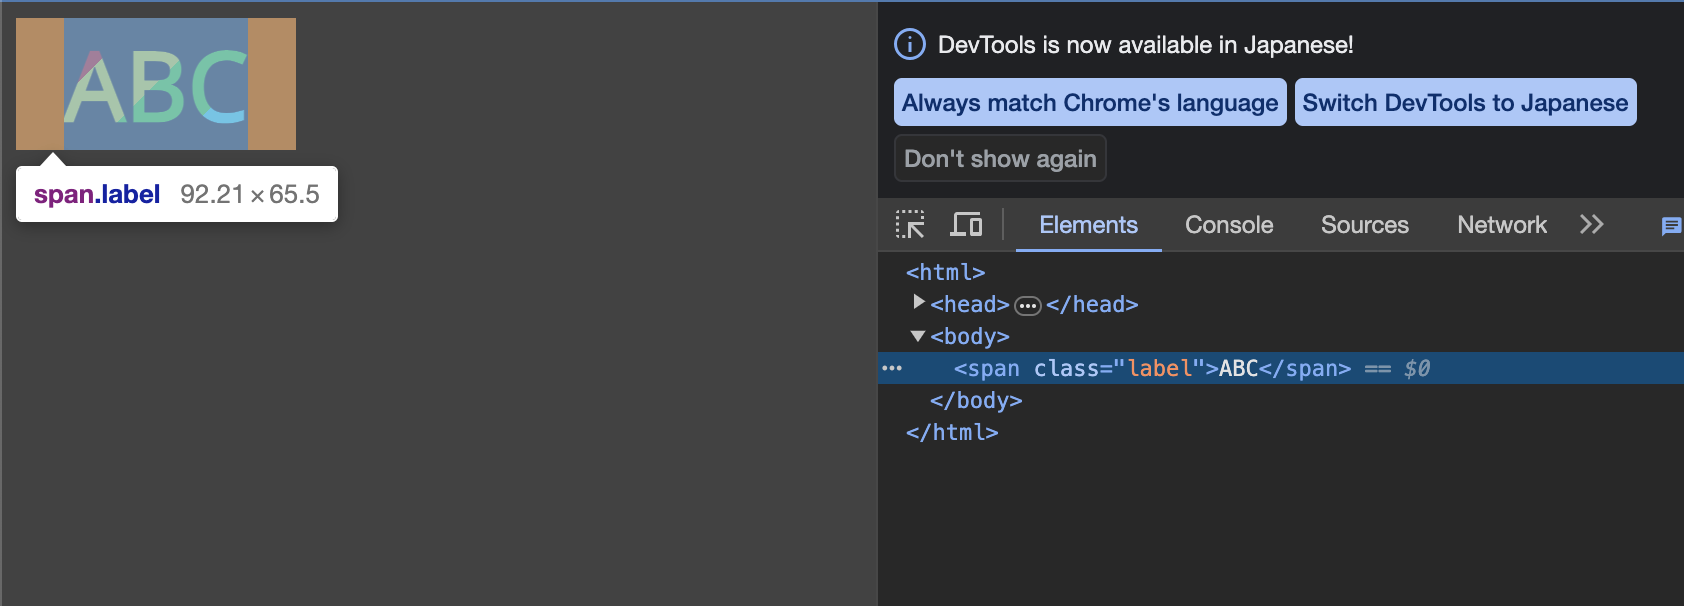 ABC
span.label 92.21 × 65.5
DevTools is now available in Japanese!
Always match Chrome's language
Switch DevTools to Japanese
Don't show again
Elements Console Sources Network
<html>
<head>…</head>
<body>
<span class="label">ABC</span> == $0
</body>
</html>